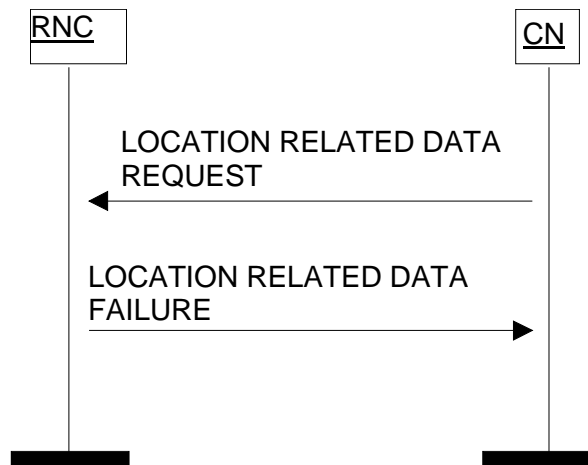 RNC
CN
LOCATION RELATED DATA
REQUEST
LOCATION RELATED DATA
FAILURE